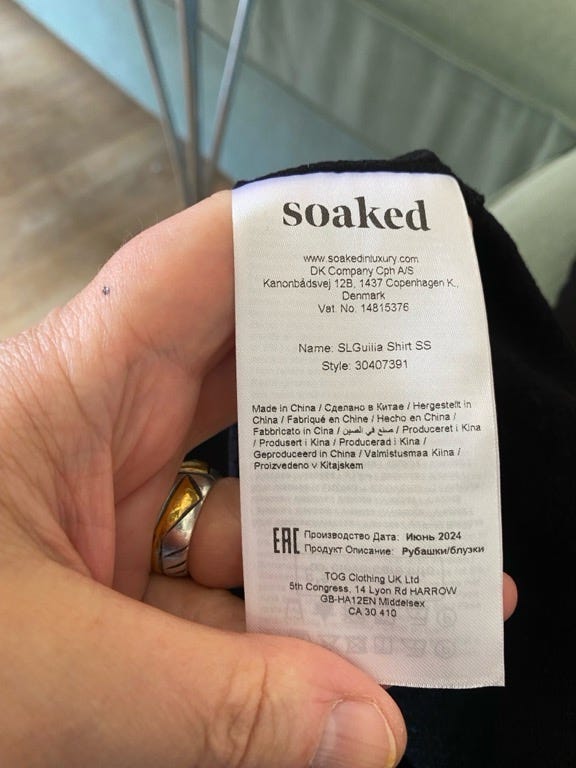 soaked
www.soakedinluxury.com
DK Company Cph A/S
Kanonbådsvej 12B, 1437 Copenhagen K.,
Denmark
Vat. No. 14815376
Name: SLGuilia Shirt SS
Style: 30407391
Made in China / Сделано в Китае / Hergestellt in
China / Fabriqué en Chine / Hecho en China /
Fabbricato in Cina / صنع في الصين / Produceret i Kina
/ Produsert i Kina / Producerad i Kina /
Geproduceerd in China / Valmistusmaa Kiina /
Proizvedeno v Kitajskem
EAC Производство Дата: Июнь 2024
Продукт Описание: Рубашки/блузки
TOG Clothing UK Ltd
5th Congress, 14 Lyon Rd HARROW
GB-HA12EN Middelsex
CA 30 410